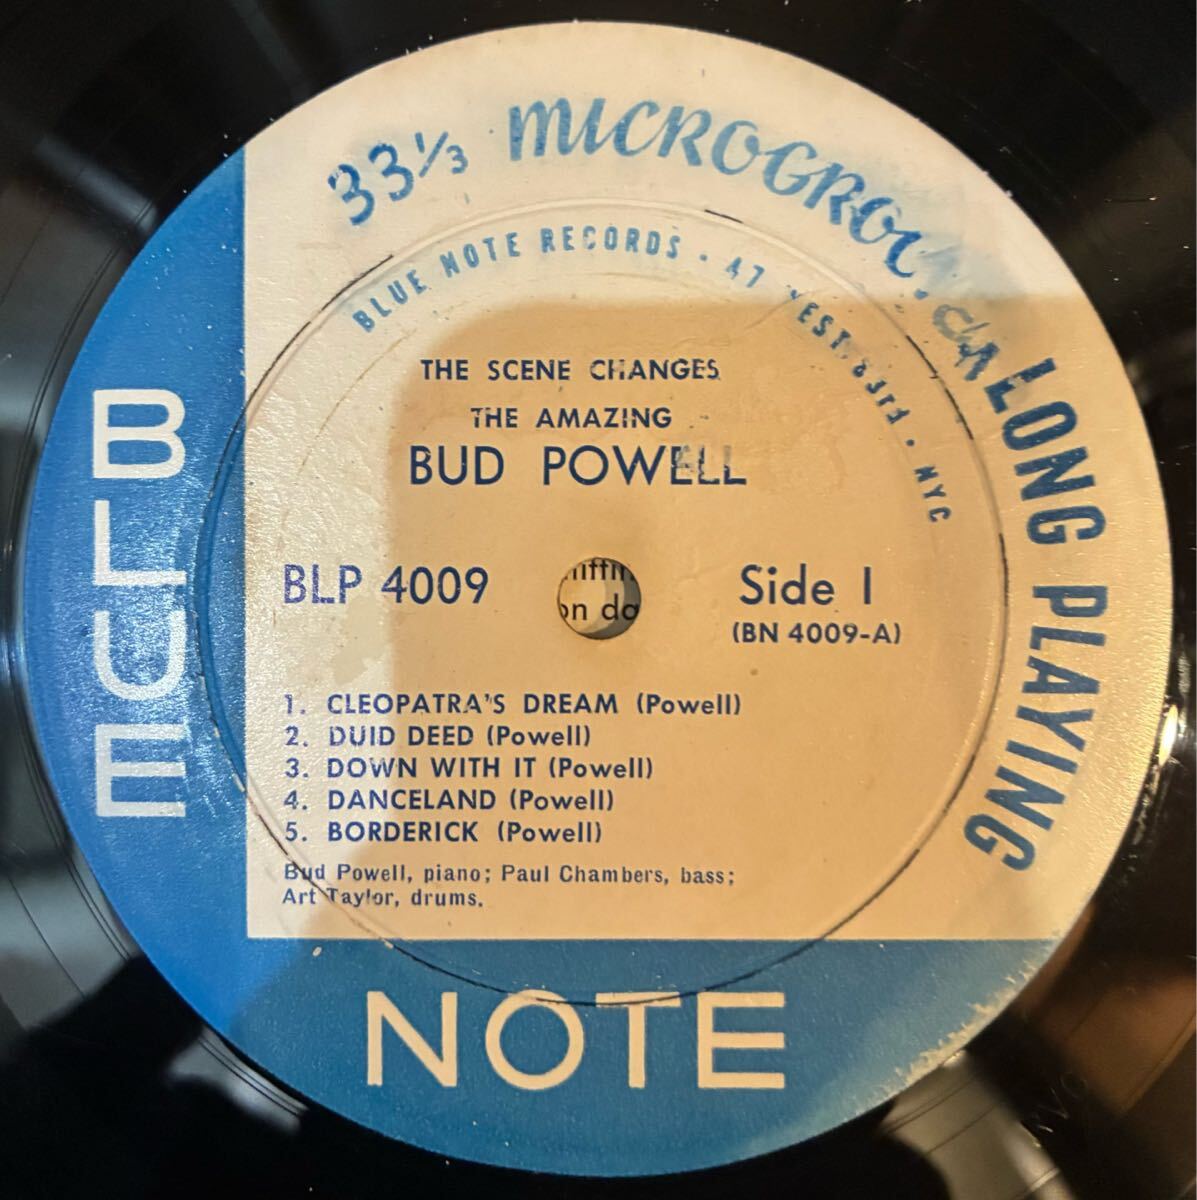 33⅓ MICROGROOVE LONG PLAYING
BLUE NOTE RECORDS · 47 WEST 63rd · NYC
THE SCENE CHANGES
THE AMAZING
BUD POWELL
BLP 4009
Side 1
(BN 4009-A)
1. CLEOPATRA'S DREAM (Powell)
2. DUID DEED (Powell)
3. DOWN WITH IT (Powell)
4. DANCELAND (Powell)
5. BORDERICK (Powell)
Bud Powell, piano; Paul Chambers, bass;
Art Taylor, drums.
BLUE
NOTE